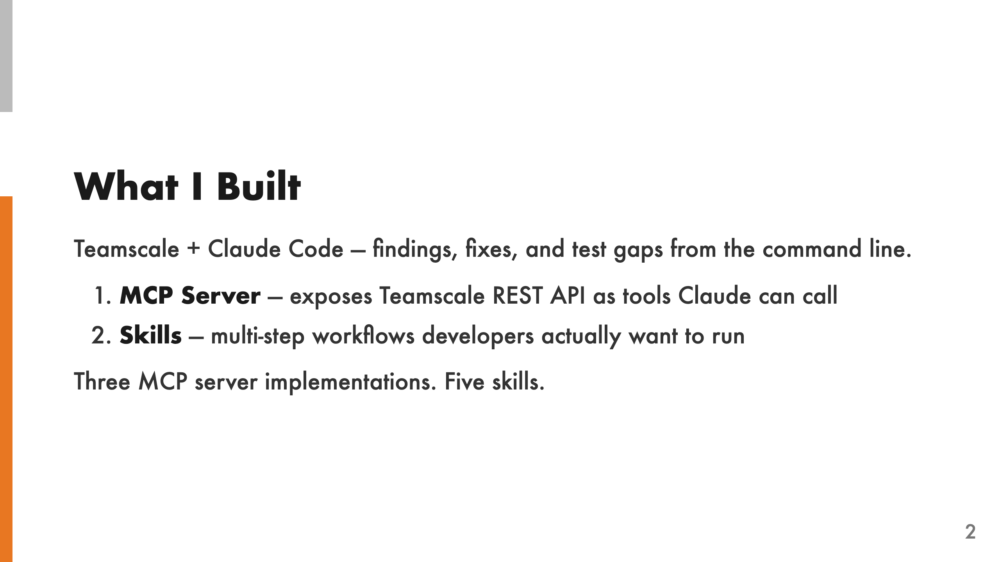 What I Built
Teamscale + Claude Code – findings, fixes, and test gaps from the command line.
1. MCP Server – exposes Teamscale REST API as tools Claude can call
2. Skills – multi-step workflows developers actually want to run
Three MCP server implementations. Five skills.
2